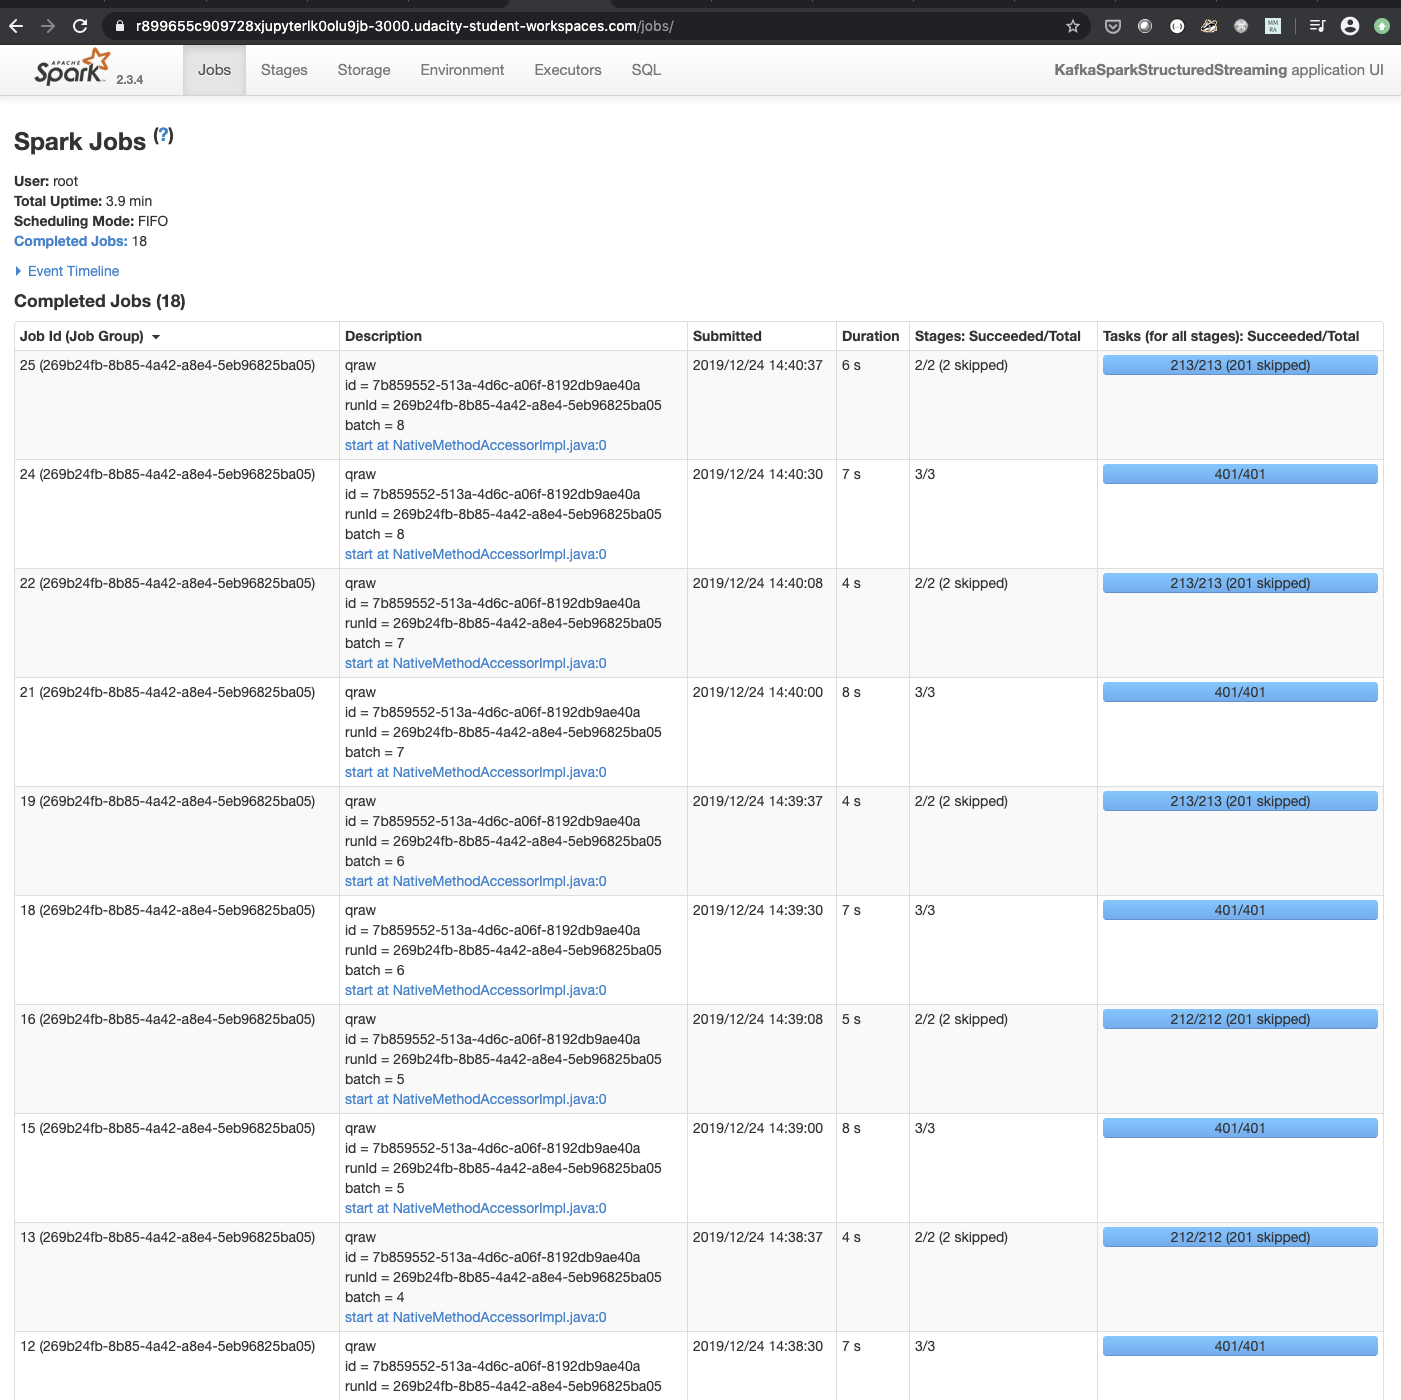 r899655c909728xjupyterlk0olu9jb-3000.udacity-student-workspaces.com/jobs/
APACHE Spark 2.3.4 Jobs Stages Storage Environment Executors SQL KafkaSparkStructuredStreaming application UI
Spark Jobs (?)
User: root
Total Uptime: 3.9 min
Scheduling Mode: FIFO
Completed Jobs: 18
Event Timeline
Completed Jobs (18)
Job Id (Job Group) Description Submitted Duration Stages: Succeeded/Total Tasks (for all stages): Succeeded/Total
25 (269b24fb-8b85-4a42-a8e4-5eb96825ba05) qraw 2019/12/24 14:40:37 6 s 2/2 (2 skipped) 213/213 (201 skipped)
id = 7b859552-513a-4d6c-a06f-8192db9ae40a
runId = 269b24fb-8b85-4a42-a8e4-5eb96825ba05
batch = 8
start at NativeMethodAccessorImpl.java:0
24 (269b24fb-8b85-4a42-a8e4-5eb96825ba05) qraw 2019/12/24 14:40:30 7 s 3/3 401/401
id = 7b859552-513a-4d6c-a06f-8192db9ae40a
runId = 269b24fb-8b85-4a42-a8e4-5eb96825ba05
batch = 8
start at NativeMethodAccessorImpl.java:0
22 (269b24fb-8b85-4a42-a8e4-5eb96825ba05) qraw 2019/12/24 14:40:08 4 s 2/2 (2 skipped) 213/213 (201 skipped)
id = 7b859552-513a-4d6c-a06f-8192db9ae40a
runId = 269b24fb-8b85-4a42-a8e4-5eb96825ba05
batch = 7
start at NativeMethodAccessorImpl.java:0
21 (269b24fb-8b85-4a42-a8e4-5eb96825ba05) qraw 2019/12/24 14:40:00 8 s 3/3 401/401
id = 7b859552-513a-4d6c-a06f-8192db9ae40a
runId = 269b24fb-8b85-4a42-a8e4-5eb96825ba05
batch = 7
start at NativeMethodAccessorImpl.java:0
19 (269b24fb-8b85-4a42-a8e4-5eb96825ba05) qraw 2019/12/24 14:39:37 4 s 2/2 (2 skipped) 213/213 (201 skipped)
id = 7b859552-513a-4d6c-a06f-8192db9ae40a
runId = 269b24fb-8b85-4a42-a8e4-5eb96825ba05
batch = 6
start at NativeMethodAccessorImpl.java:0
18 (269b24fb-8b85-4a42-a8e4-5eb96825ba05) qraw 2019/12/24 14:39:30 7 s 3/3 401/401
id = 7b859552-513a-4d6c-a06f-8192db9ae40a
runId = 269b24fb-8b85-4a42-a8e4-5eb96825ba05
batch = 6
start at NativeMethodAccessorImpl.java:0
16 (269b24fb-8b85-4a42-a8e4-5eb96825ba05) qraw 2019/12/24 14:39:08 5 s 2/2 (2 skipped) 212/212 (201 skipped)
id = 7b859552-513a-4d6c-a06f-8192db9ae40a
runId = 269b24fb-8b85-4a42-a8e4-5eb96825ba05
batch = 5
start at NativeMethodAccessorImpl.java:0
15 (269b24fb-8b85-4a42-a8e4-5eb96825ba05) qraw 2019/12/24 14:39:00 8 s 3/3 401/401
id = 7b859552-513a-4d6c-a06f-8192db9ae40a
runId = 269b24fb-8b85-4a42-a8e4-5eb96825ba05
batch = 5
start at NativeMethodAccessorImpl.java:0
13 (269b24fb-8b85-4a42-a8e4-5eb96825ba05) qraw 2019/12/24 14:38:37 4 s 2/2 (2 skipped) 212/212 (201 skipped)
id = 7b859552-513a-4d6c-a06f-8192db9ae40a
runId = 269b24fb-8b85-4a42-a8e4-5eb96825ba05
batch = 4
start at NativeMethodAccessorImpl.java:0
12 (269b24fb-8b85-4a42-a8e4-5eb96825ba05) qraw 2019/12/24 14:38:30 7 s 3/3 401/401
id = 7b859552-513a-4d6c-a06f-8192db9ae40a
runId = 269b24fb-8b85-4a42-a8e4-5eb96825ba05